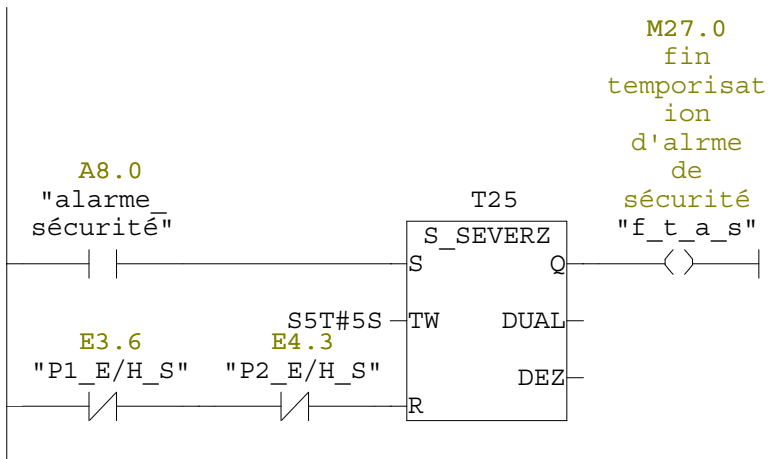 M27.0
fin
temporisat
ion
d'alrme
de
sécurité
"f_t_a_s"
A8.0
"alarme_
sécurité"
T25
S_SEVERZ
S
Q
S5T#5S
TW
DUAL
E3.6
"P1_E/H_S"
E4.3
"P2_E/H_S"
DEZ
R